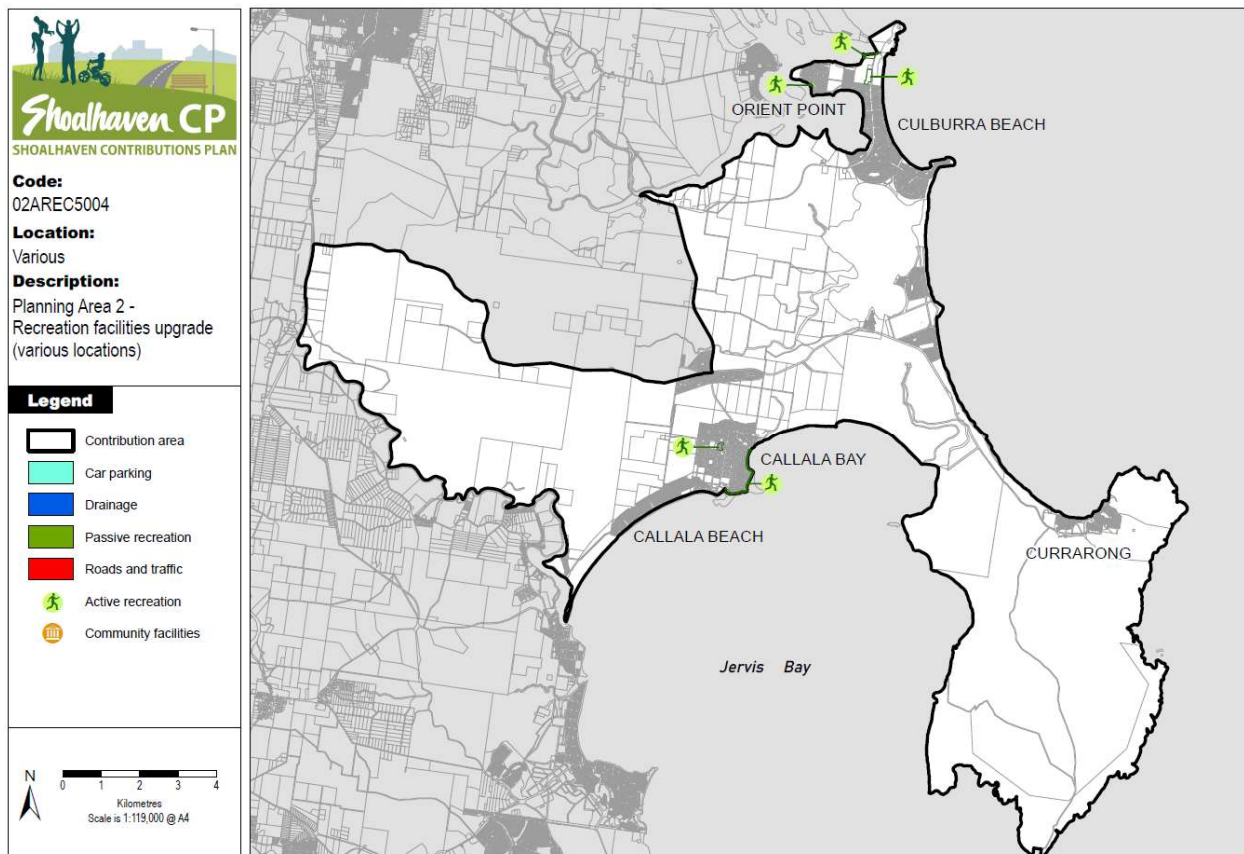 Shoalhaven CP
SHOALHAVEN CONTRIBUTIONS PLAN
Code:
02AREC5004
Location:
Various
Description:
Planning Area 2 -
Recreation facilities upgrade
(various locations)
Legend
Contribution area
Car parking
Drainage
Passive recreation
Roads and traffic
Active recreation
Community facilities
N
0 1 2 3 4
Kilometres
Scale is 1:119,000 @ A4
ORIENT POINT
CULBURRA BEACH
CALLALA BAY
CALLALA BEACH
CURRARONG
Jervis Bay